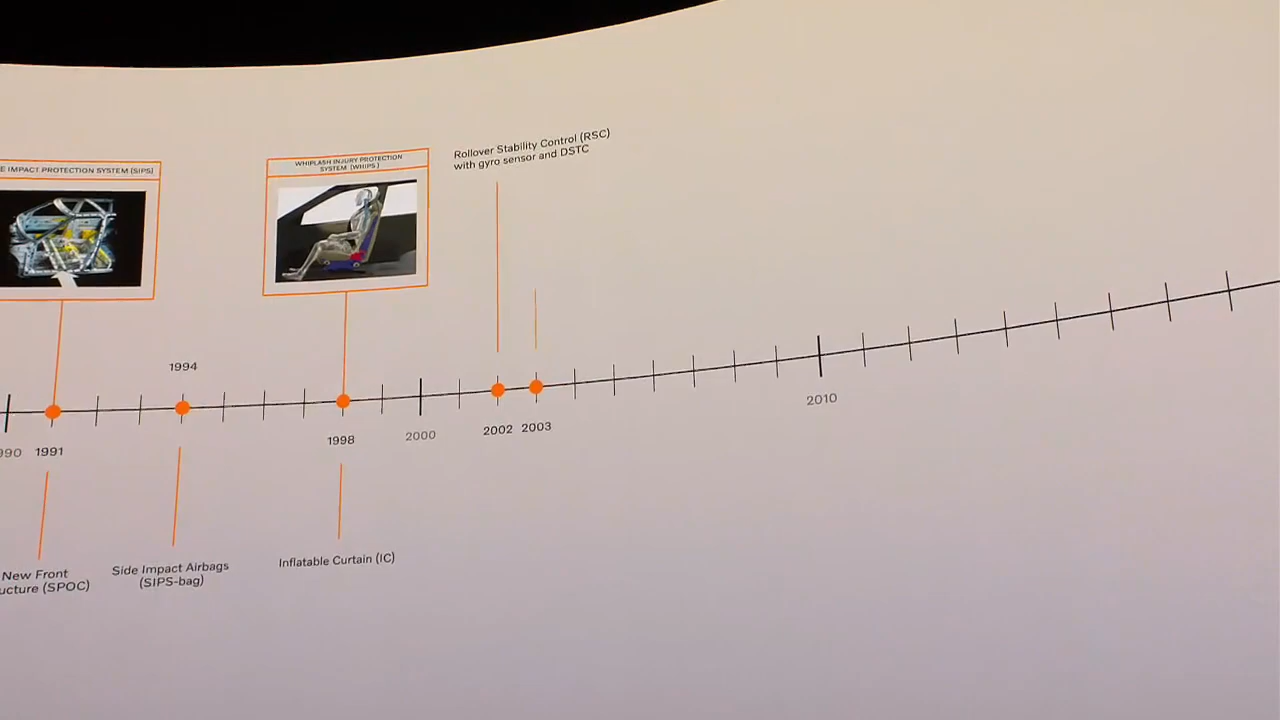 E IMPACT PROTECTION SYSTEM (SIPS)
WHIPLASH INJURY PROTECTION
SYSTEM (WHIPS)
Rollover Stability Control (RSC)
with gyro sensor and DSTC
1994
990
1991
1998
2000
2002
2003
2010
New Front
ucture (SPOC)
Side Impact Airbags
(SIPS-bag)
Inflatable Curtain (IC)